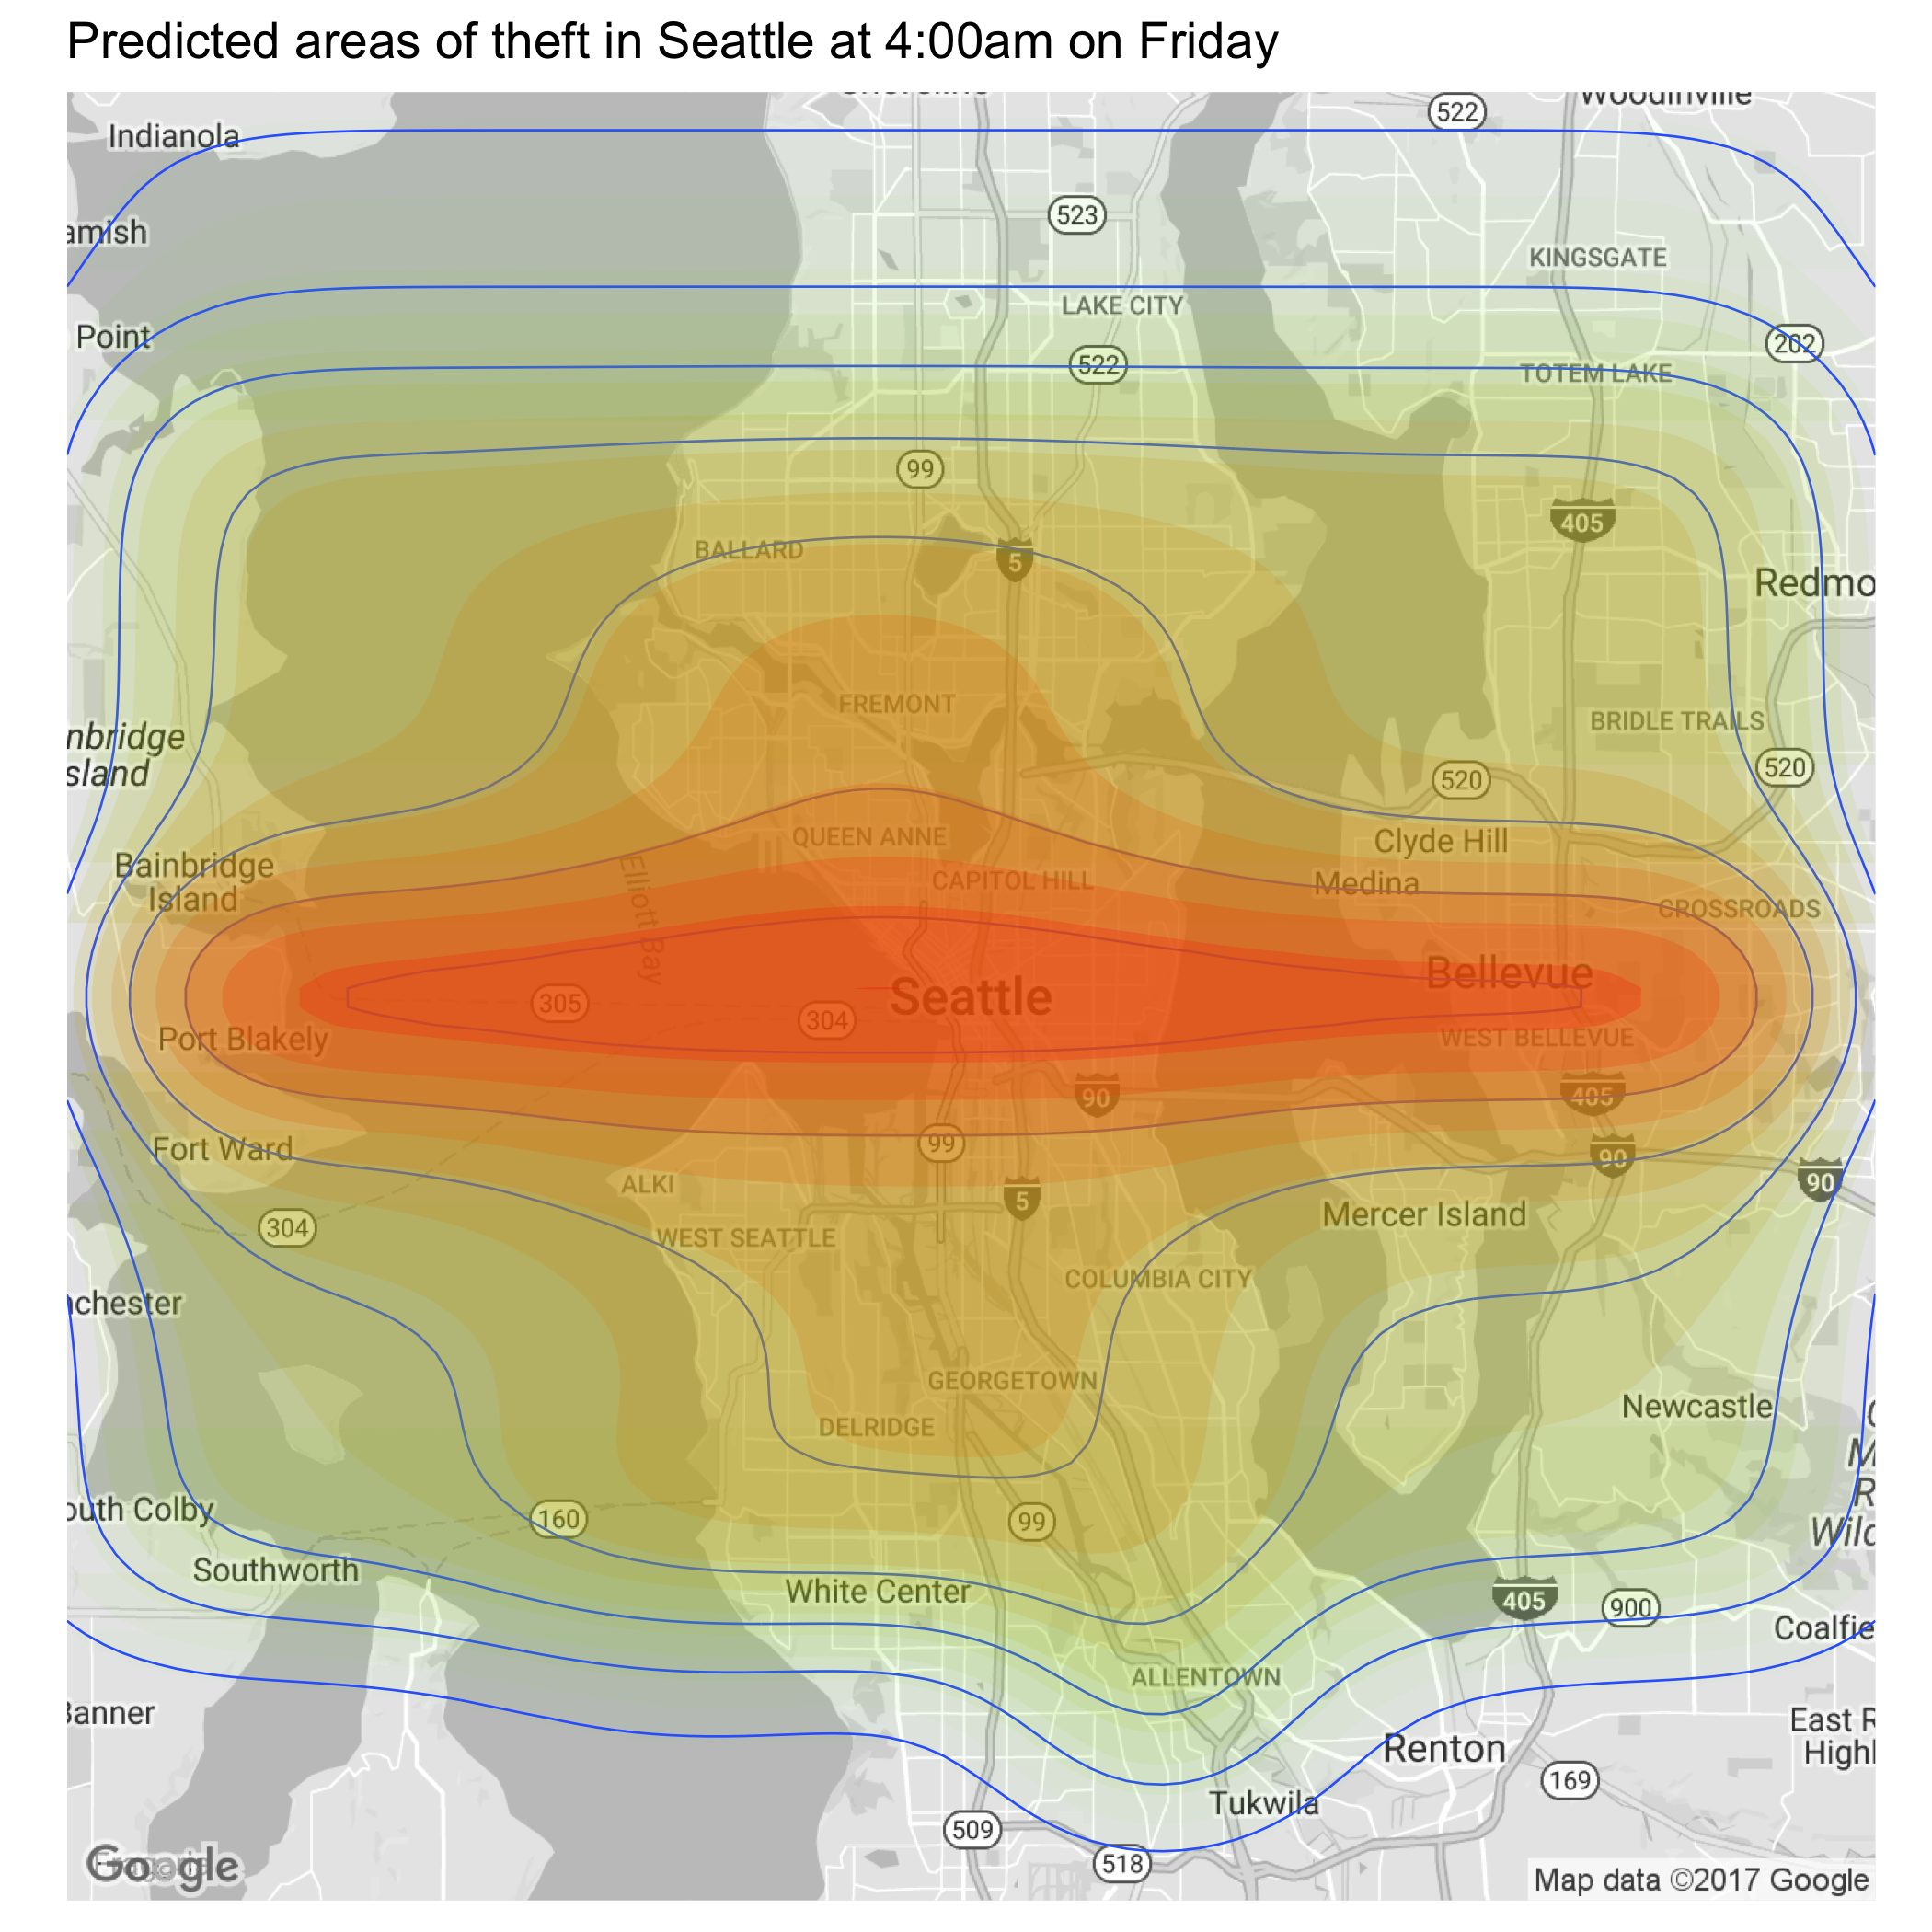 Predicted areas of theft in Seattle at 4:00am on Friday
Woodinville
522
Indianola
523
amish
KINGSGATE
LAKE CITY
Point
202
522
TOTEM LAKE
99
405
BALLARD
5
Redmo
FREMONT
BRIDLE TRAILS
nbridge
sland
520
520
QUEEN ANNE
Clyde Hill
Bainbridge
Island
CAPITOL HILL
Medina
Elliott Bay
CROSSROADS
Bellevue
Seattle
305
304
Port Blakely
WEST BELLEVUE
90
405
99
Fort Ward
90
90
ALKI
5
304
Mercer Island
WEST SEATTLE
COLUMBIA CITY
chester
GEORGETOWN
Newcastle
DELRIDGE
C
M
R
Wild
outh Colby
160
99
Southworth
White Center
405
900
Coalfie
ALLENTOWN
Banner
East R
Highl
Renton
169
Tukwila
509
518
Google
Map data ©2017 Google